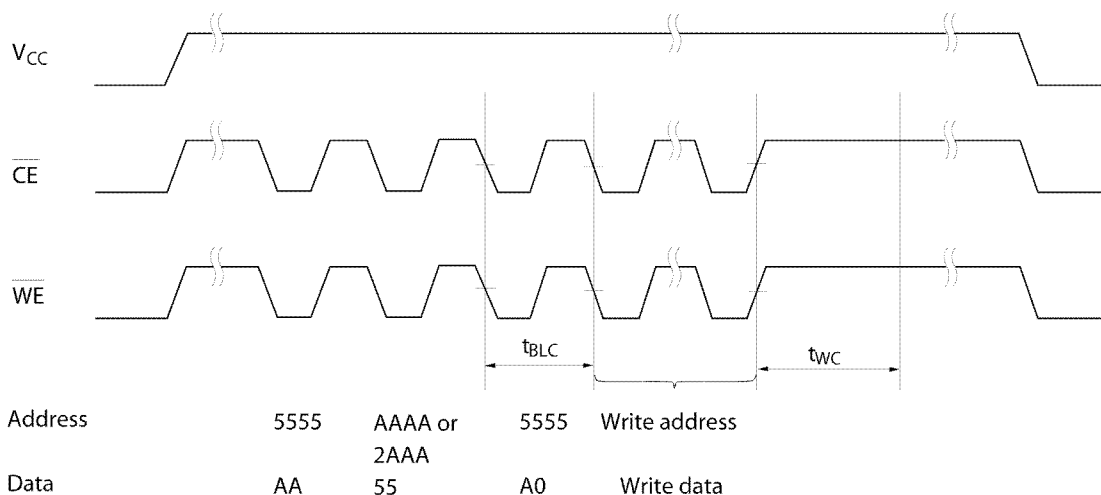 VCC
CE
WE
tBLC
tWC
Address 5555 AAAA or 5555 Write address
2AAA
Data AA 55 A0 Write data